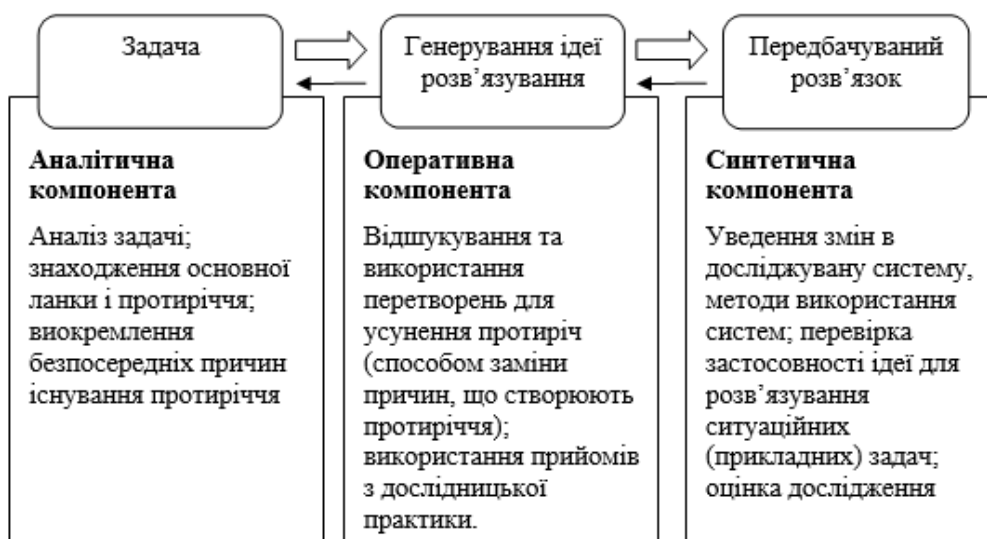 Задача
Генерування ідеї
розв’язування
Передбачуваний
розв’язок
Аналітична
компонента
Аналіз задачі;
знаходження основної
ланки і протиріччя;
виокремлення
безпосередніх причин
існування протиріччя
Оперативна
компонента
Відшукування та
використання
перетворень для
усунення протиріч
(способом заміни
причин, що створюють
протиріччя);
використання прийомів
з дослідницької
практики.
Синтетична
компонента
Уведення змін в
досліджувану систему,
методи використання
систем; перевірка
застосовності ідеї для
розв’язування
ситуаційних
(прикладних) задач;
оцінка дослідження